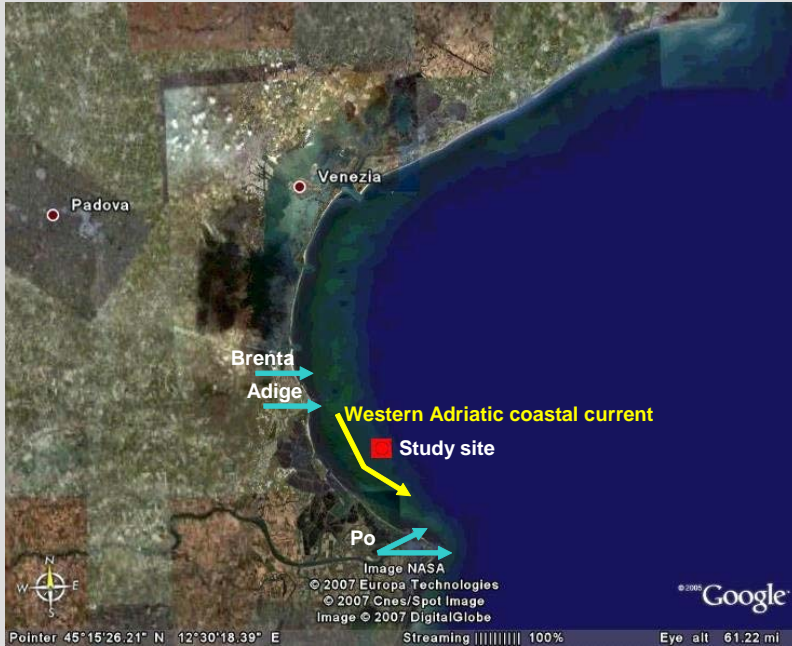 Venezia
Padova
Brenta
Adige
Western Adriatic coastal current
Study site
Po
N
W E
S
Image NASA
© 2007 Europa Technologies
© 2007 Cnes/Spot Image
Image © 2007 DigitalGlobe
©2005 Google
Pointer 45°15'26.21" N 12°30'18.39" E Streaming ||||||||| 100% Eye alt 61.22 mi